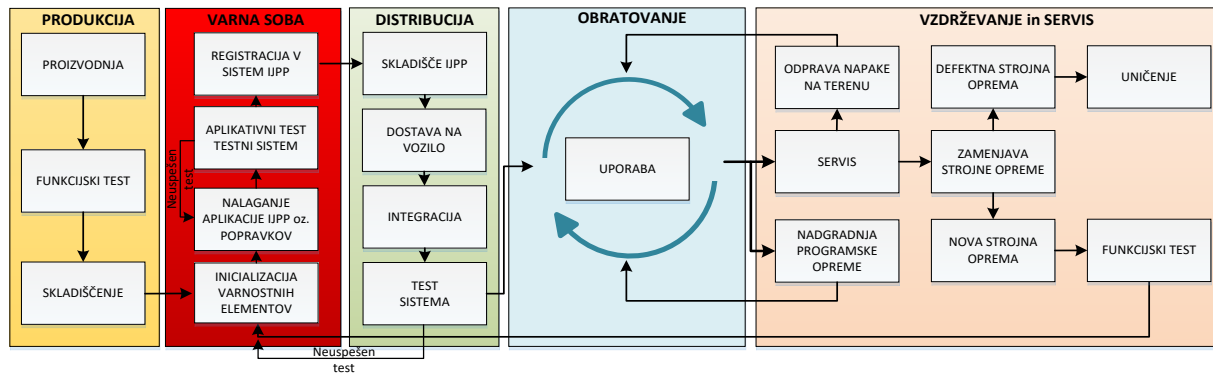 PRODUKCIJA
PROIZVODNJA
FUNKCIJSKI TEST
SKLADIŠČENJE
VARNA SOBA
REGISTRACIJA V
SISTEM IJPP
APLIKATIVNI TEST
TESTNI SISTEM
Neuspešen
test
NALAGANJE
APLIKACIJE IJPP oz.
POPRAVKOV
INICIALIZACIJA
VARNOSTNIH
ELEMENTOV
DISTRIBUCIJA
SKLADIŠČE IJPP
DOSTAVA NA
VOZILO
INTEGRACIJA
TEST
SISTEMA
Neuspešen
test
OBRATOVANJE
UPORABA
VZDRŽEVANJE in SERVIS
ODPRAVA NAPAKE
NA TERENU
DEFEKTNA STROJNA
OPREMA
UNIČENJE
SERVIS
ZAMENJAVA
STROJNE OPREME
NADGRADNJA
PROGRAMSKE
OPREME
NOVA STROJNA
OPREMA
FUNKCIJSKI TEST